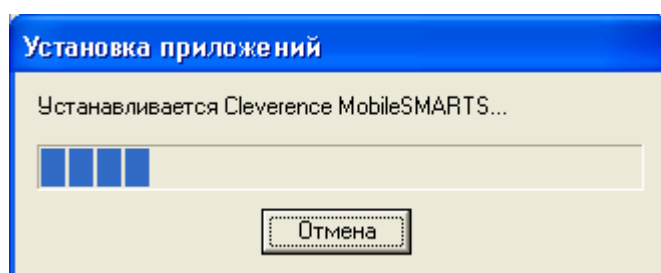 Установка приложений
Устанавливается Cleverence MobileSMARTS...
Отмена